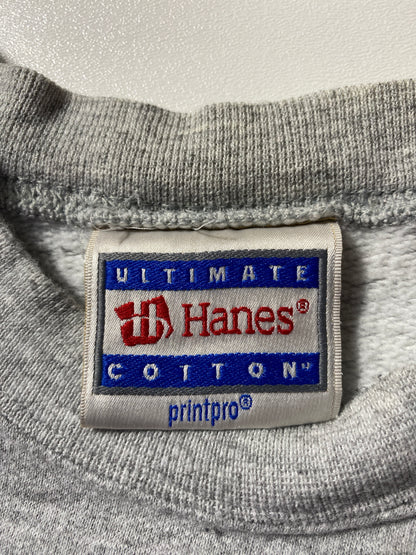 ULTIMATE
H Hanes®
COTTON™
printpro®